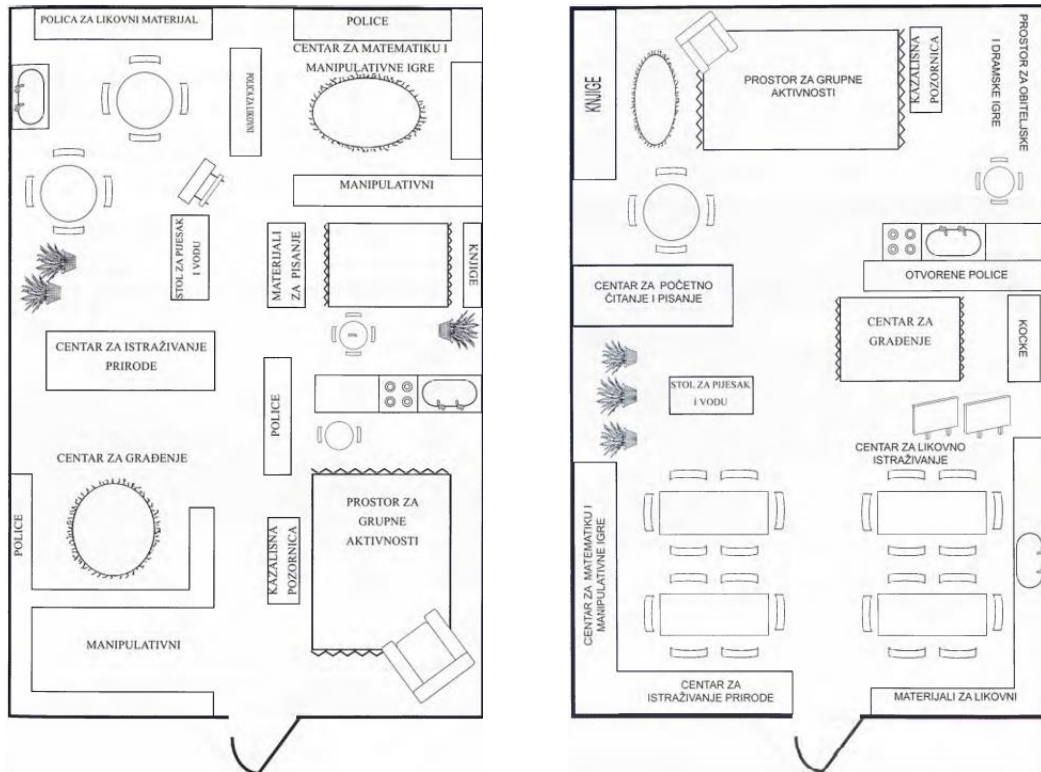 POLICA ZA LIKOVNI MATERIJAL
POLICE
CENTAR ZA MATEMATIKU I
MANIPULATIVNE IGRE
POLICA ZA LIKOVNI
MANIPULATIVNI
STOL ZA PIJESAK
I VODU
MATERIJALI
ZA PISANJE
KNJIGE
CENTAR ZA ISTRAŽIVANJE
PRIRODE
POLICE
CENTAR ZA GRAĐENJE
POLICE
KAZALISNA
POZORNICA
PROSTOR ZA
GRUPNE
AKTIVNOSTI
MANIPULATIVNI
KNJIGE
PROSTOR ZA GRUPNE
AKTIVNOSTI
KAZALISNA
POZORNICA
PROSTOR ZA OBITELJSKE
I DRAMSKE IGRE
OTVORENE POLICE
CENTAR ZA POČETNO
ČITANJE I PISANJE
CENTAR ZA
GRAĐENJE
KOCKE
STOL ZA PIJESAK
I VODU
CENTAR ZA LIKOVNO
ISTRAŽIVANJE
CENTAR ZA MATEMATIKU I
MANIPULATIVNE IGRE
CENTAR ZA
ISTRAŽIVANJE PRIRODE
MATERIJALI ZA LIKOVNI